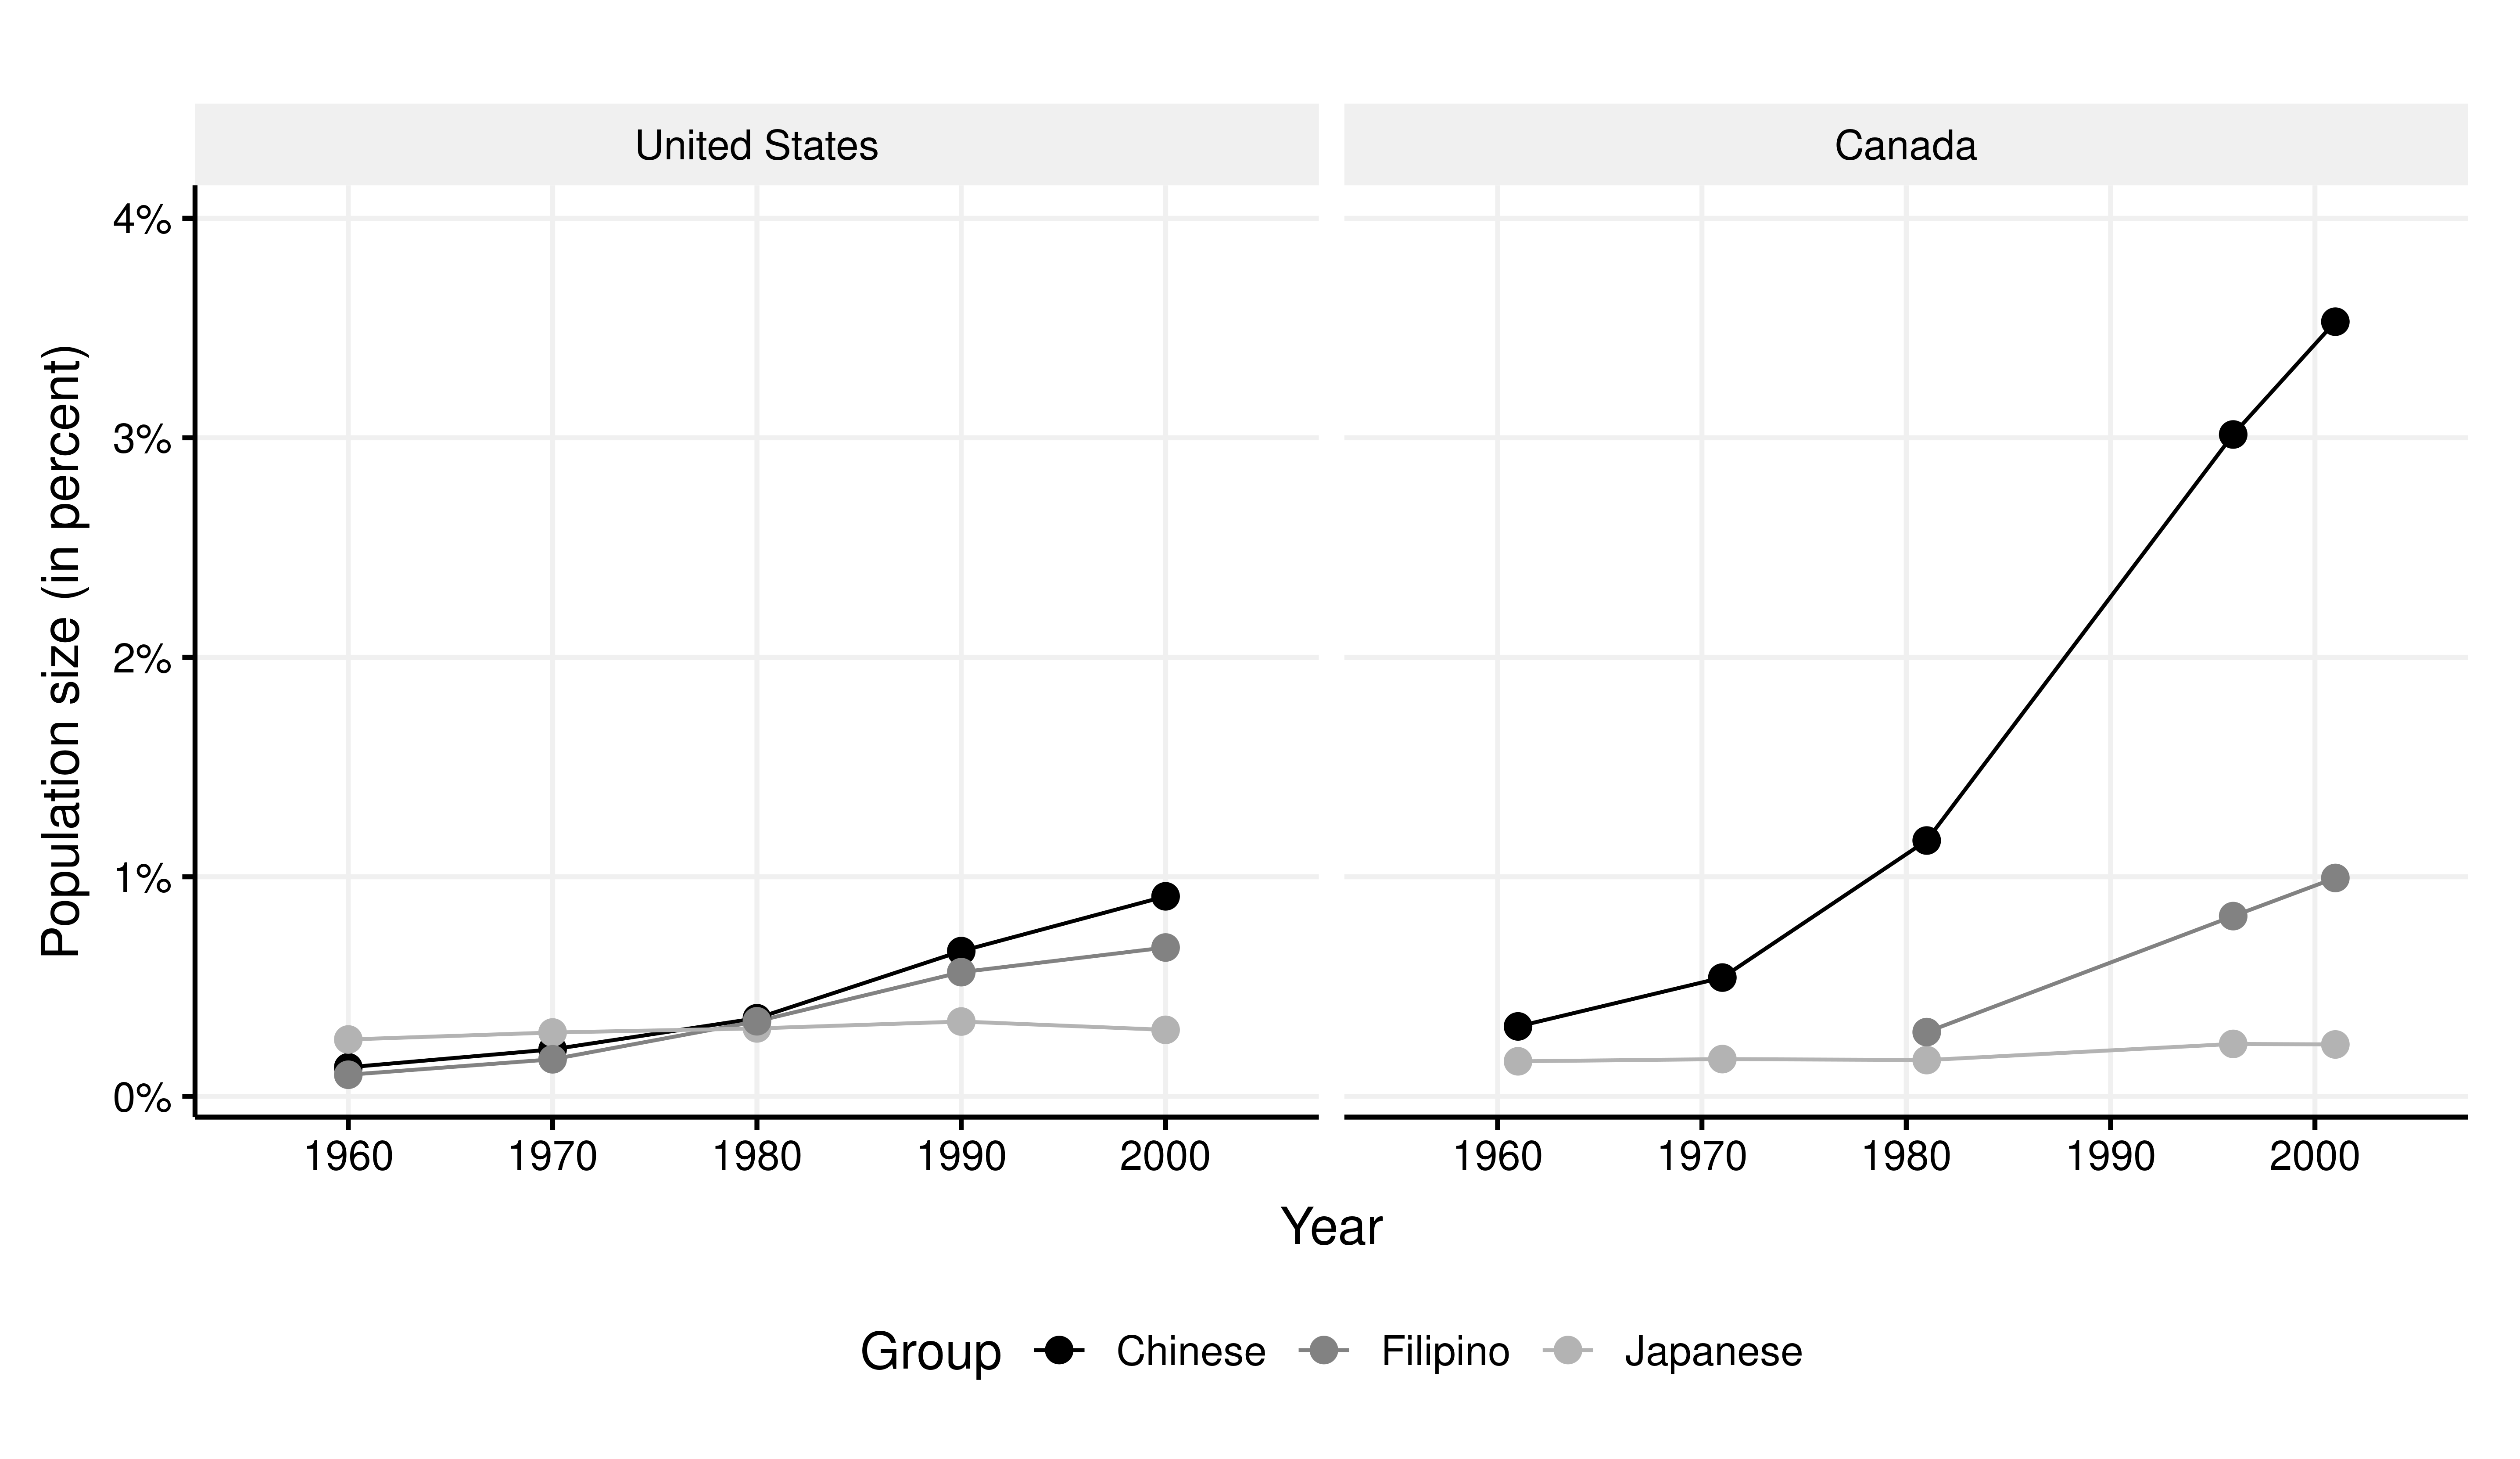 United States
Canada
Population size (in percent)
4%
3%
2%
1%
0%
1960 1970 1980 1990 2000
1960 1970 1980 1990 2000
Year
Group Chinese Filipino Japanese